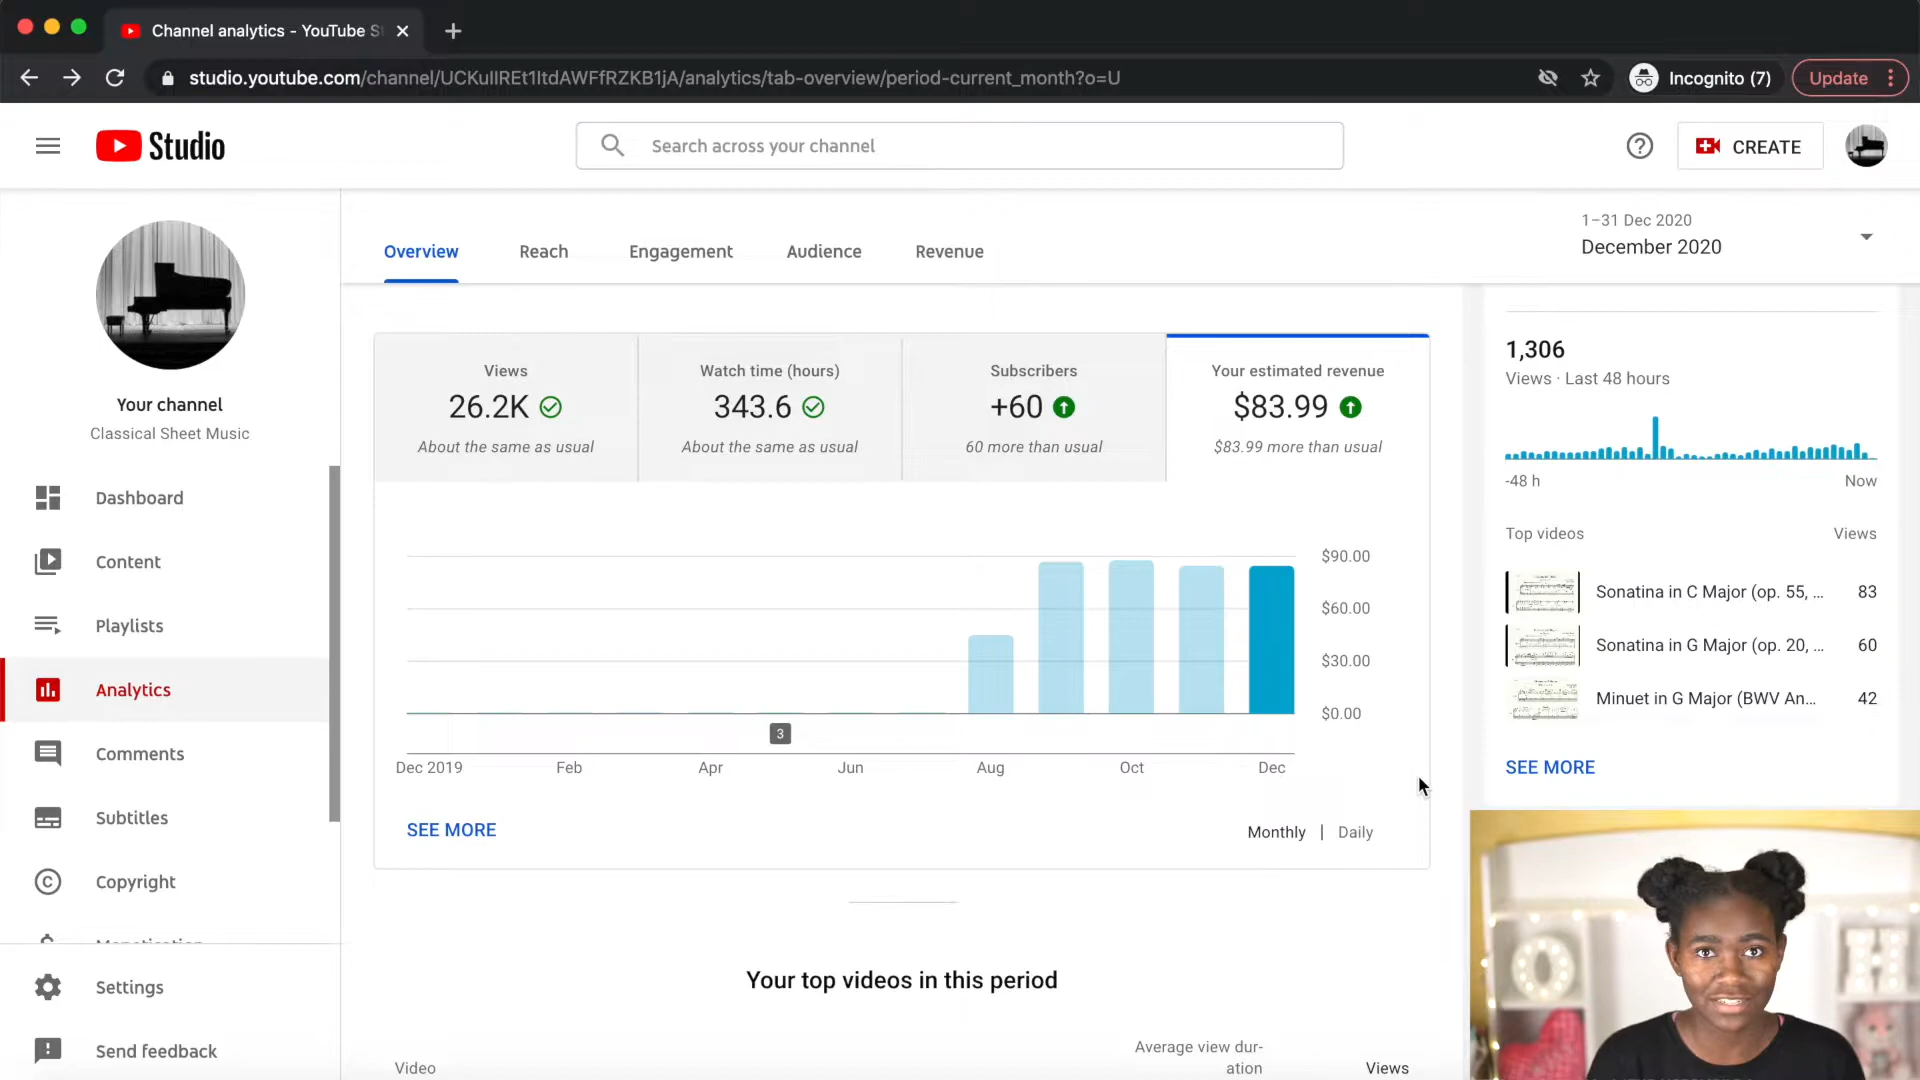 Channel analytics - YouTube S
studio.youtube.com/channel/UCKuIIREt1ItdAWFfRZKB1jA/analytics/tab-overview/period-current_month?o=U
Incognito (7)
Update
Studio
Search across your channel
CREATE
Your channel
Classical Sheet Music
Dashboard
Content
Playlists
Analytics
Comments
Subtitles
Copyright
Settings
Send feedback
Overview
Reach
Engagement
Audience
Revenue
1–31 Dec 2020
December 2020
Views
26.2K
About the same as usual
Watch time (hours)
343.6
About the same as usual
Subscribers
+60
60 more than usual
Your estimated revenue
$83.99
$83.99 more than usual
$90.00
$60.00
$30.00
$0.00
3
Dec 2019
Feb
Apr
Jun
Aug
Oct
Dec
SEE MORE
Monthly | Daily
Your top videos in this period
Video
Average view dur-
ation
Views
1,306
Views · Last 48 hours
-48 h
Now
Top videos
Views
Sonatina in C Major (op. 55, ...
83
Sonatina in G Major (op. 20, ...
60
Minuet in G Major (BWV An...
42
SEE MORE